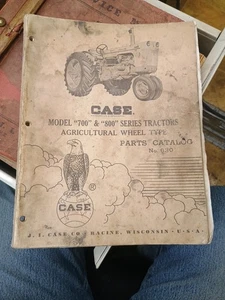 CASE
MODEL "700" & "800" SERIES TRACTORS
AGRICULTURAL WHEEL TYPE
PARTS CATALOG
CASE
J. I. CASE CO. RACINE, WISCONSIN · U·S·A·